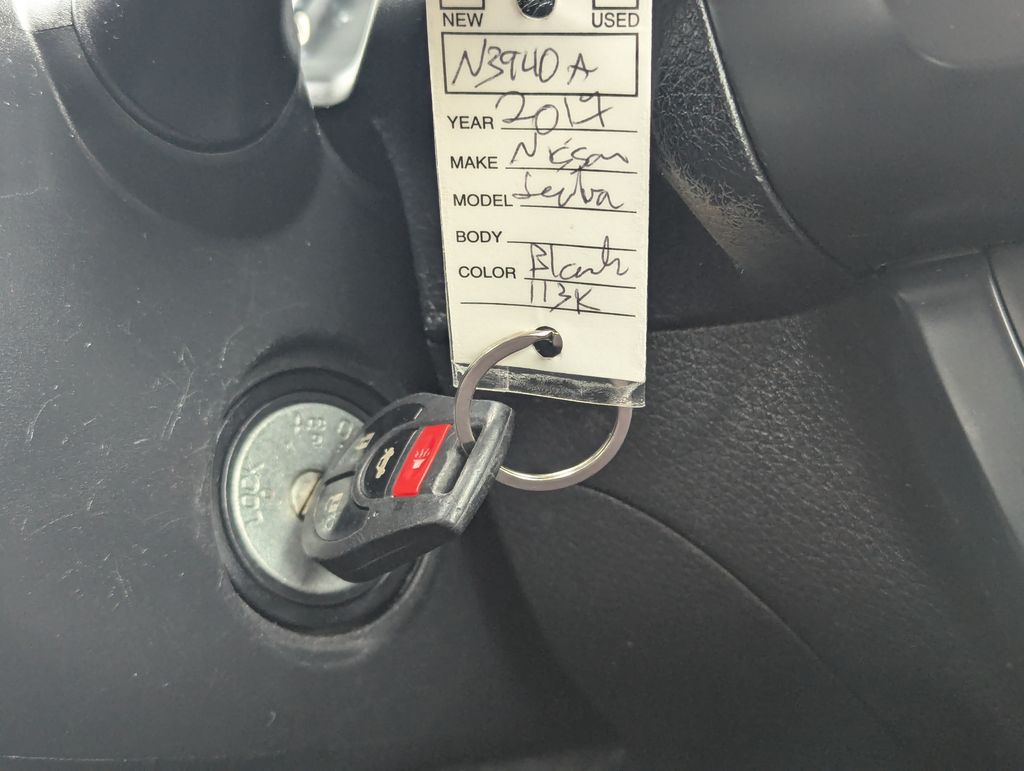 NEW USED
N3940A
YEAR 2017
MAKE Nissan
MODEL Sentra
BODY
COLOR Black
113K
LOCK